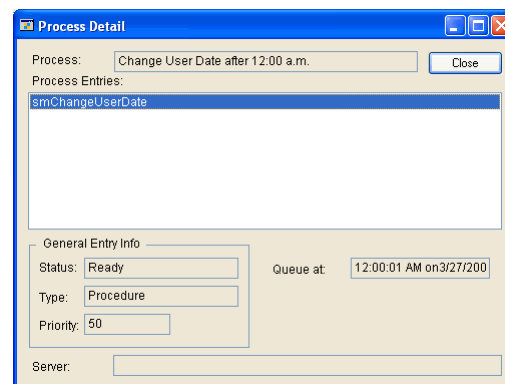 Process Detail
Process: Change User Date after 12:00 a.m. Close
Process Entries:
smChangeUserDate
General Entry Info
Status: Ready Queue at: 12:00:01 AM on3/27/200
Type: Procedure
Priority: 50
Server: